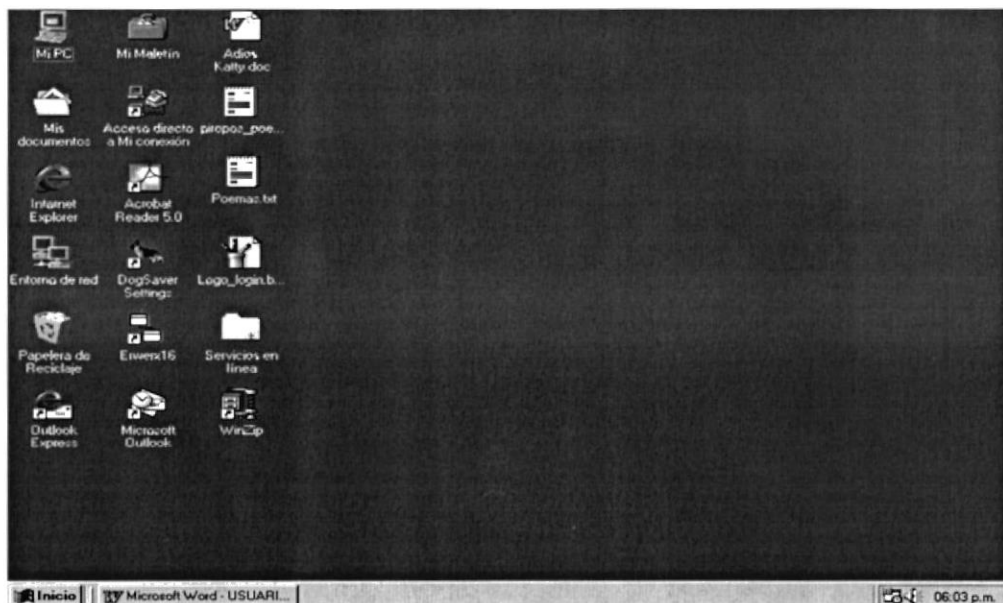 Mi PC
Mi Maletín
Adios
Katty.doc
Mis
documentos
Acceso directo
a Mi conexión
piropos_poe...
Internet
Explorer
Acrobat
Reader 5.0
Poemas.txt
Entorno de red
DogSaver
Settings
Logo_login.b...
Papelera de
Reciclaje
Erwerx16
Servicios en
línea
Outlook
Express
Microsoft
Outlook
WinZip
Inicio
Microsoft Word - USUARI...
06:03 p.m.